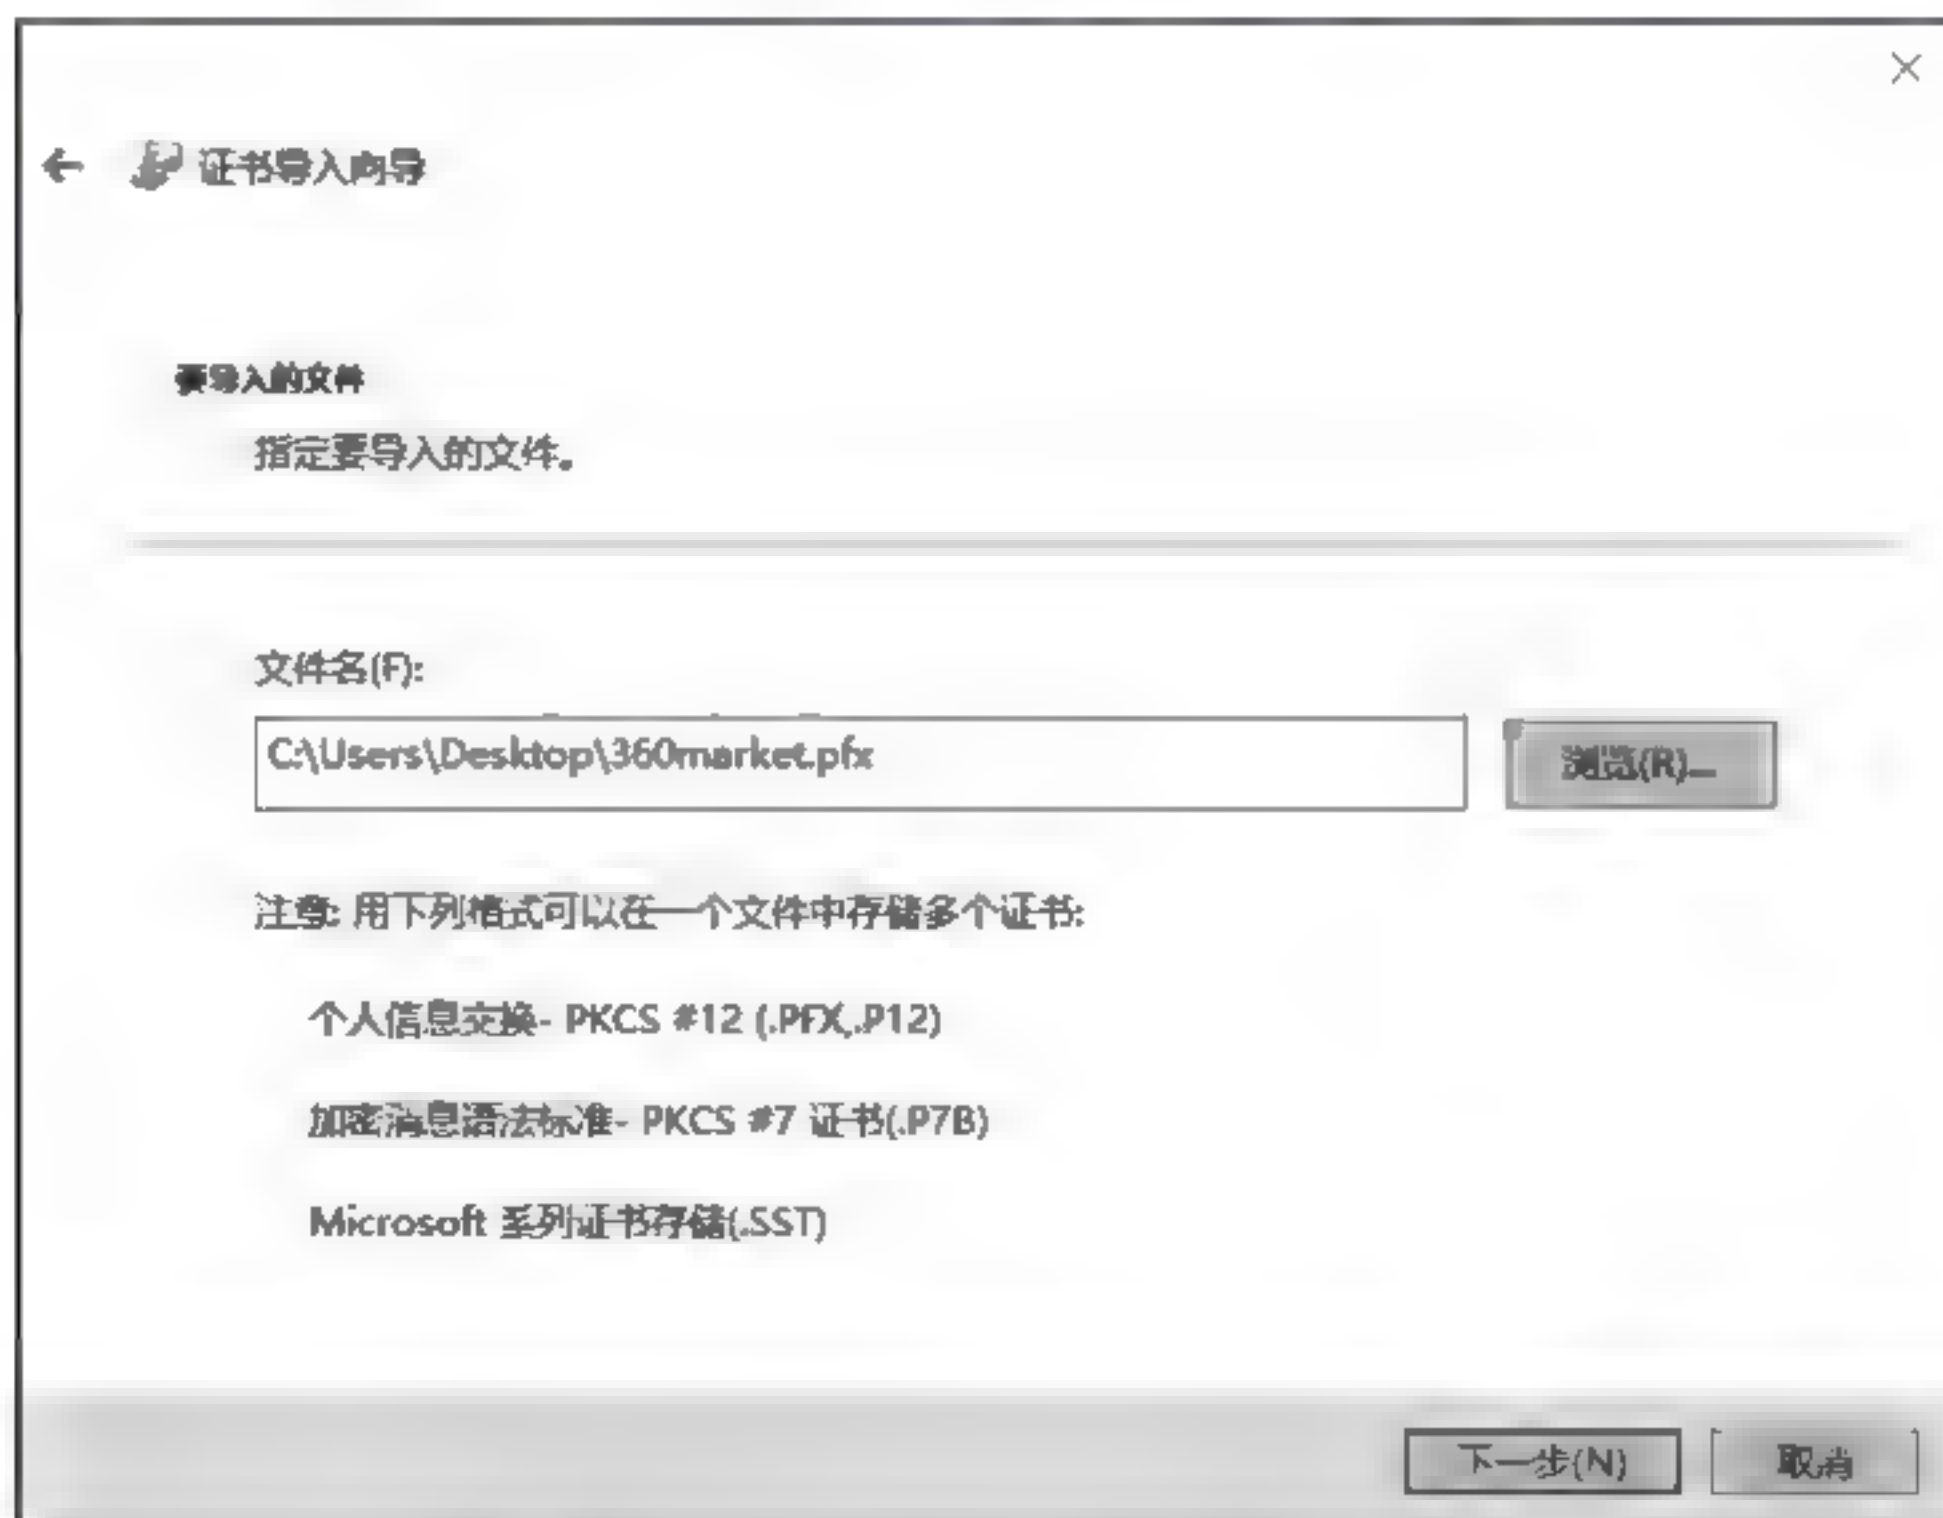 证书导入向导
要导入的文件
指定要导入的文件。
文件名(F):
C:\Users\Desktop\360market.pfx
浏览(R)...
注意: 用下列格式可以在一个文件中存储多个证书:
个人信息交换- PKCS #12 (.PFX,.P12)
加密消息语法标准- PKCS #7 证书(.P7B)
Microsoft 系列证书存储(.SST)
下一步(N)
取消